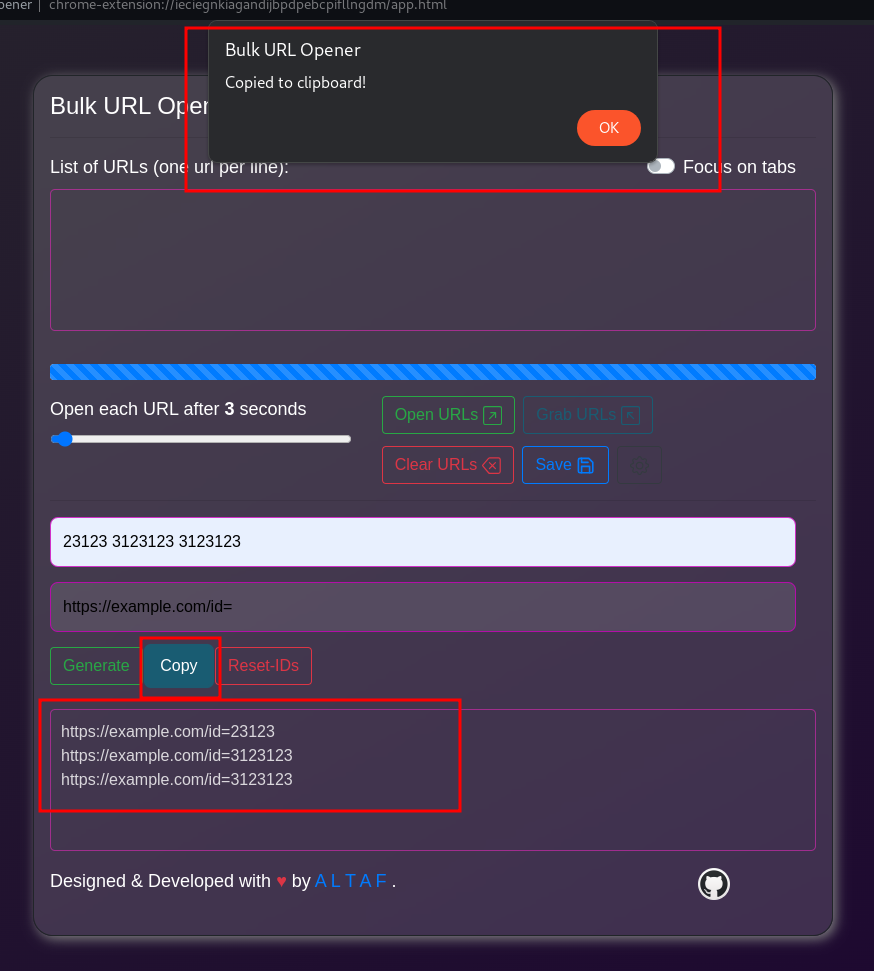 pener | chrome-extension://ieciegnkiagandijbpdpebcpifllngdm/app.html
Bulk URL Opener
Copied to clipboard!
OK
Bulk URL Open
List of URLs (one url per line):
Focus on tabs
Open each URL after 3 seconds
Open URLs
Grab URLs
Clear URLs
Save
23123 3123123 3123123
https://example.com/id=
Generate
Copy
Reset-IDs
https://example.com/id=23123
https://example.com/id=3123123
https://example.com/id=3123123
Designed & Developed with ♥ by A L T A F .